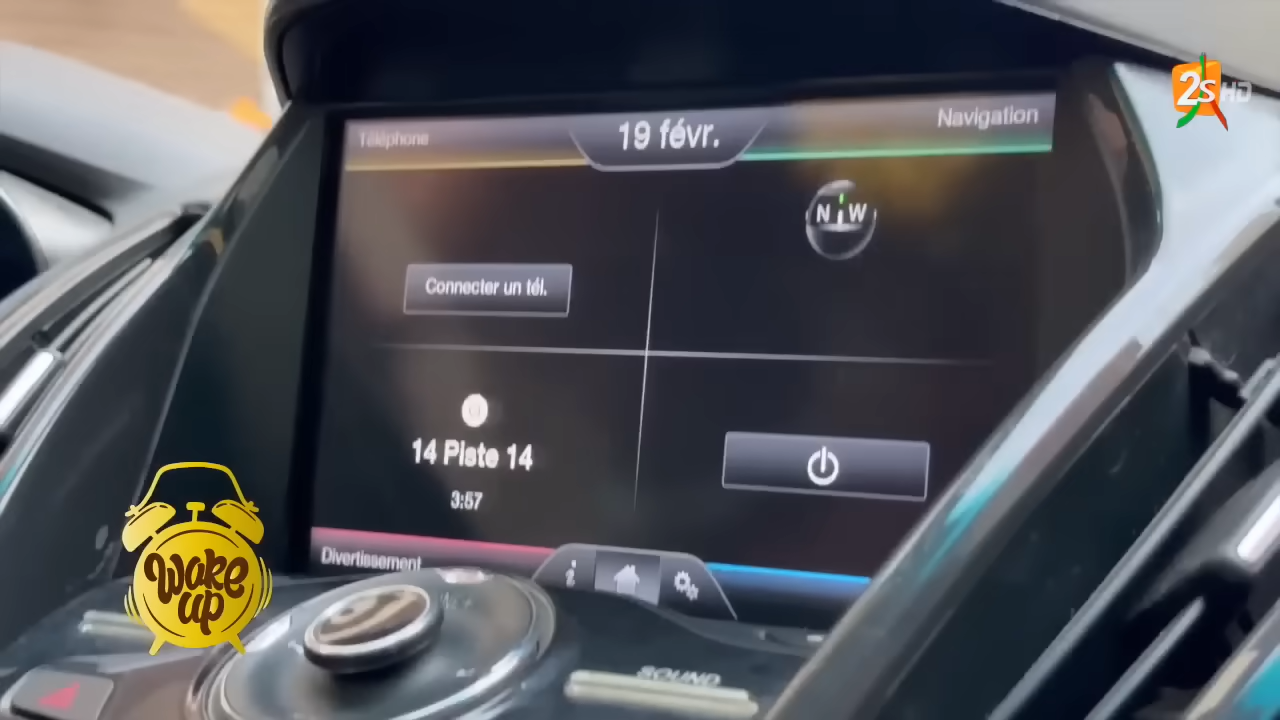 2S HD
Téléphone
19 févr.
Navigation
N W
Connecter un tél.
14 Piste 14
3:57
Divertissement
i
Wake
up
SOUND